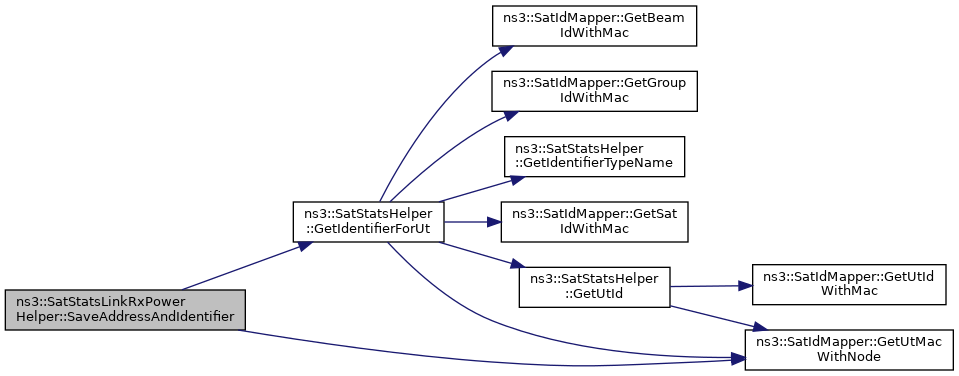 ns3::SatIdMapper::GetBeam
IdWithMac
ns3::SatIdMapper::GetGroup
IdWithMac
ns3::SatStatsHelper
::GetIdentifierTypeName
ns3::SatStatsHelper
::GetIdentifierForUt
ns3::SatIdMapper::GetSat
IdWithMac
ns3::SatStatsHelper
::GetUtId
ns3::SatIdMapper::GetUtId
WithMac
ns3::SatStatsLinkRxPower
Helper::SaveAddressAndIdentifier
ns3::SatIdMapper::GetUtMac
WithNode